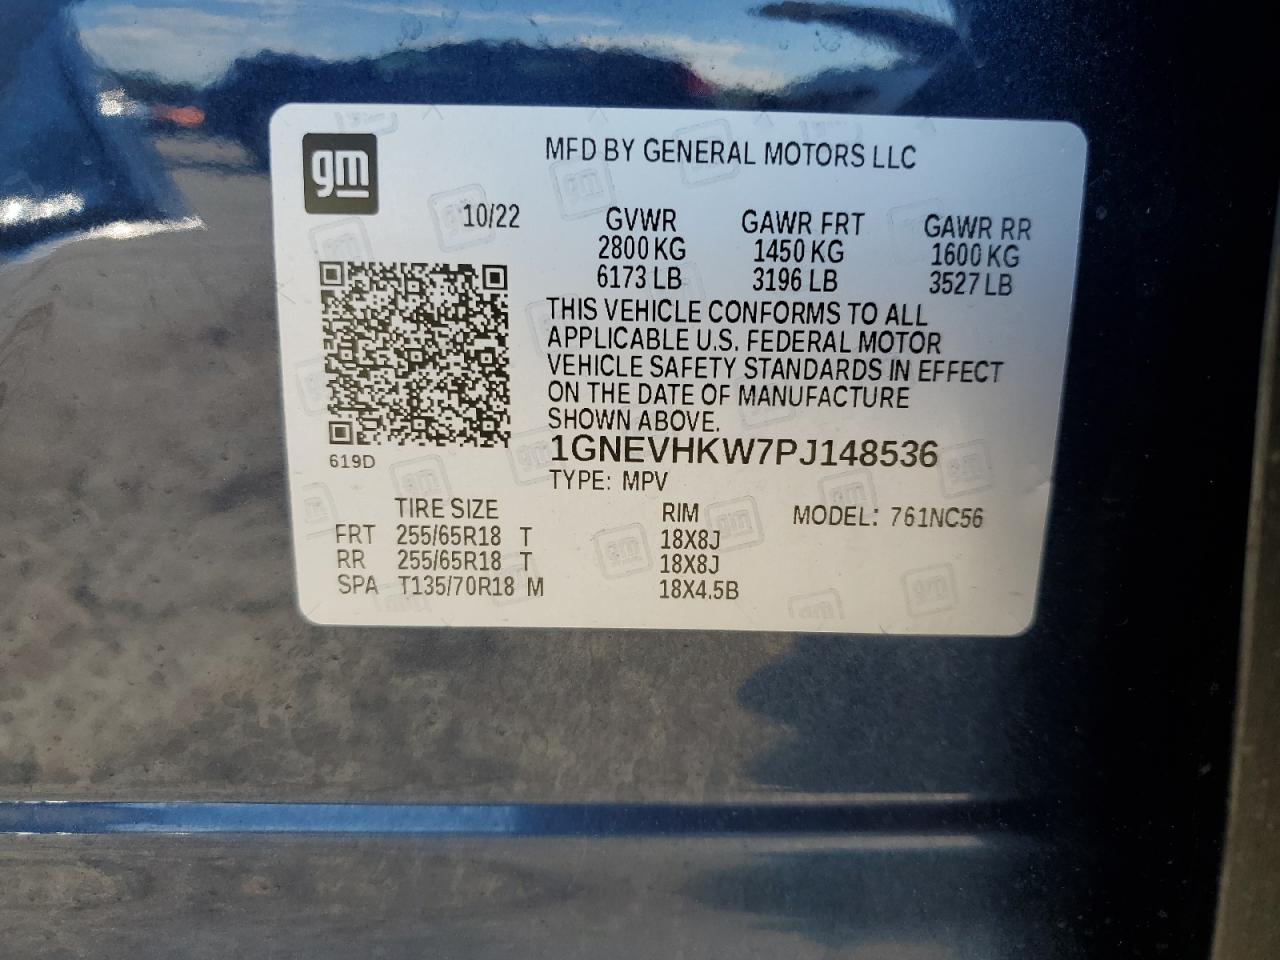 gm
MFD BY GENERAL MOTORS LLC
10/22
GVWR GAWR FRT GAWR RR
2800 KG 1450 KG 1600 KG
6173 LB 3196 LB 3527 LB
THIS VEHICLE CONFORMS TO ALL
APPLICABLE U.S. FEDERAL MOTOR
VEHICLE SAFETY STANDARDS IN EFFECT
ON THE DATE OF MANUFACTURE
SHOWN ABOVE.
619D
1GNEVHKW7PJ148536
TYPE: MPV
TIRE SIZE RIM MODEL: 761NC56
FRT 255/65R18 T 18X8J
RR 255/65R18 T 18X8J
SPA T135/70R18 M 18X4.5B